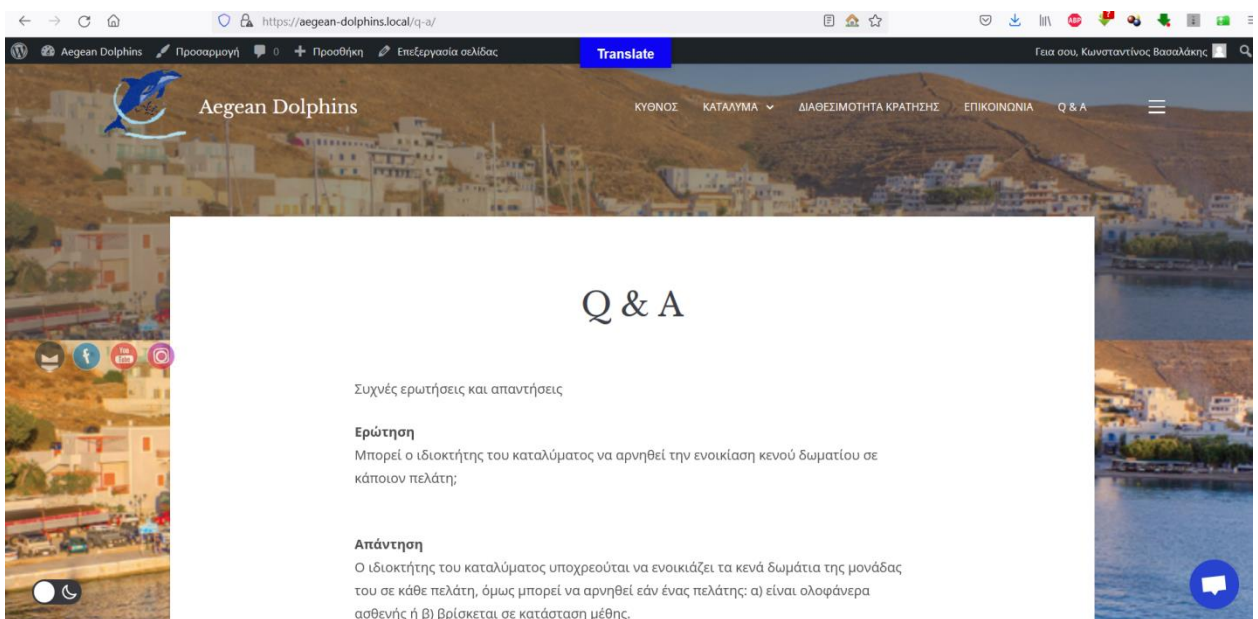 https://aegean-dolphins.local/q-a/
Aegean Dolphins Προσαρμογή 0 Προσθήκη Επεξεργασία σελίδας
Translate
Γεια σου, Κωνσταντίνος Βασαλάκης
Aegean Dolphins
ΚΥΘΝΟΣ ΚΑΤΑΛΥΜΑ ΔΙΑΘΕΣΙΜΟΤΗΤΑ ΚΡΑΤΗΣΗΣ ΕΠΙΚΟΙΝΩΝΙΑ Q & A
Q & A
You Tube
Συχνές ερωτήσεις και απαντήσεις
Ερώτηση
Μπορεί ο ιδιοκτήτης του καταλύματος να αρνηθεί την ενοικίαση κενού δωματίου σε
κάποιον πελάτη;
Απάντηση
Ο ιδιοκτήτης του καταλύματος υποχρεούται να ενοικιάζει τα κενά δωμάτια της μονάδας
του σε κάθε πελάτη, όμως μπορεί να αρνηθεί εάν ένας πελάτης: α) είναι ολοφάνερα
ασθενής ή β) βρίσκεται σε κατάσταση μέθης.